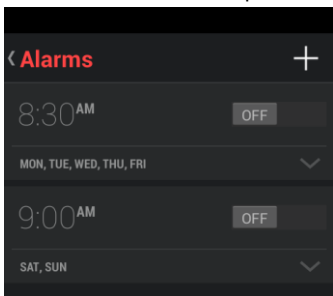 Alarms
8:30AM
OFF
MON, TUE, WED, THU, FRI
9:00AM
OFF
SAT, SUN